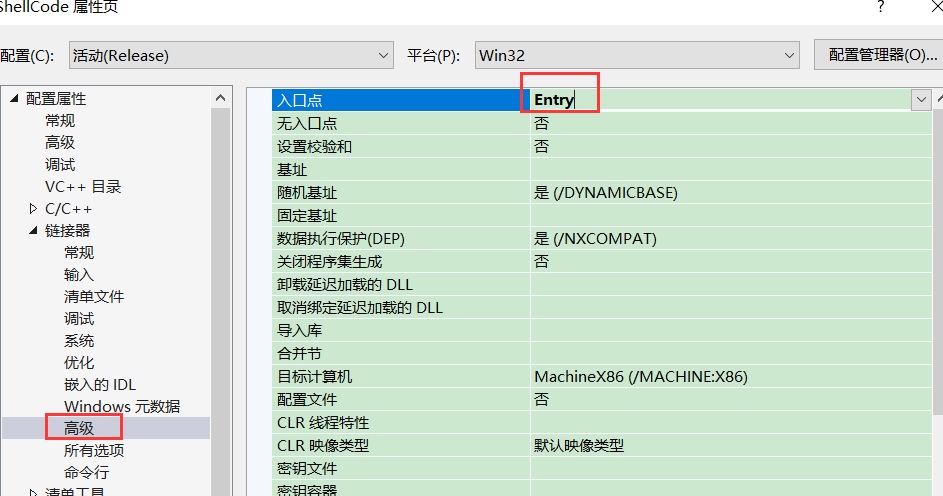 ShellCode 属性页
配置(C):
活动(Release)
平台(P):
Win32
配置管理器(O)...
配置属性
常规
高级
调试
VC++ 目录
C/C++
链接器
常规
输入
清单文件
调试
系统
优化
嵌入的 IDL
Windows 元数据
高级
所有选项
命令行
清单工具
入口点 Entry
无入口点 否
设置校验和 否
基址
随机基址 是 (/DYNAMICBASE)
固定基址
数据执行保护(DEP) 是 (/NXCOMPAT)
关闭程序集生成 否
卸载延迟加载的 DLL
取消绑定延迟加载的 DLL
导入库
合并节
目标计算机 MachineX86 (/MACHINE:X86)
配置文件 否
CLR 线程特性
CLR 映像类型 默认映像类型
密钥文件
密钥容器